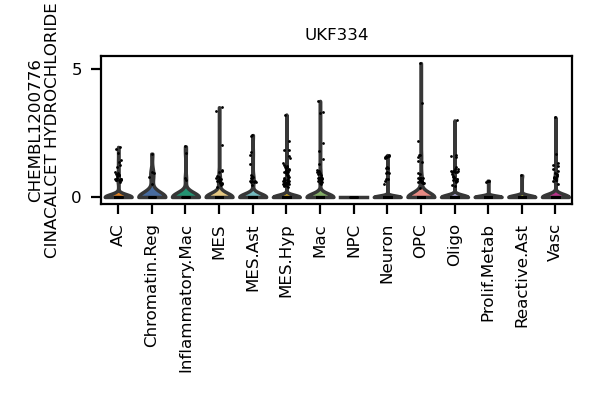 UKF334
CHEMBL1200776
CINACALCET HYDROCHLORIDE
5
0
AC
Chromatin.Reg
Inflammatory.Mac
MES
MES.Ast
MES.Hyp
Mac
NPC
Neuron
OPC
Oligo
Prolif.Metab
Reactive.Ast
Vasc